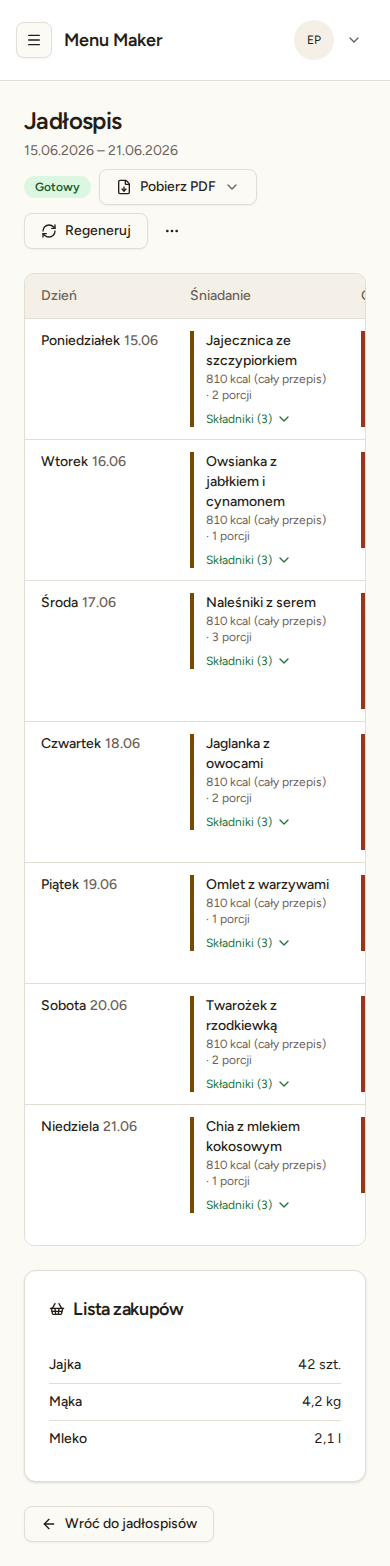 Menu Maker
EP
Jadłospis
15.06.2026 – 21.06.2026
Gotowy
Pobierz PDF
Regeneruj
Dzień
Śniadanie
Poniedziałek 15.06
Jajecznica ze
szczypiorkiem
810 kcal (cały przepis)
· 2 porcji
Składniki (3)
Wtorek 16.06
Owsianka z
jabłkiem i
cynamonem
810 kcal (cały przepis)
· 1 porcji
Składniki (3)
Środa 17.06
Naleśniki z serem
810 kcal (cały przepis)
· 3 porcji
Składniki (3)
Czwartek 18.06
Jaglanka z
owocami
810 kcal (cały przepis)
· 2 porcji
Składniki (3)
Piątek 19.06
Omlet z warzywami
810 kcal (cały przepis)
· 1 porcji
Składniki (3)
Sobota 20.06
Twarożek z
rzodkiewką
810 kcal (cały przepis)
· 2 porcji
Składniki (3)
Niedziela 21.06
Chia z mlekiem
kokosowym
810 kcal (cały przepis)
· 1 porcji
Składniki (3)
Lista zakupów
Jajka 42 szt.
Mąka 4,2 kg
Mleko 2,1 l
Wróć do jadłospisów